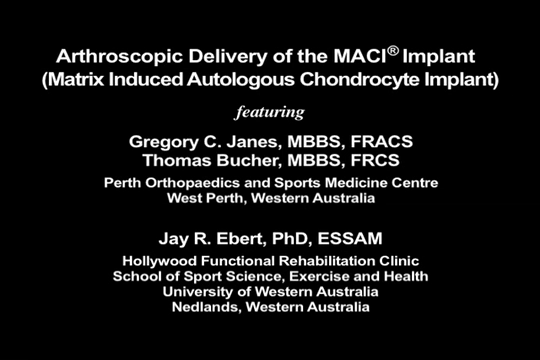 Arthroscopic Delivery of the MACI® Implant
(Matrix Induced Autologous Chondrocyte Implant)
featuring
Gregory C. Janes, MBBS, FRACS
Thomas Bucher, MBBS, FRCS
Perth Orthopaedics and Sports Medicine Centre
West Perth, Western Australia
Jay R. Ebert, PhD, ESSAM
Hollywood Functional Rehabilitation Clinic
School of Sport Science, Exercise and Health
University of Western Australia
Nedlands, Western Australia